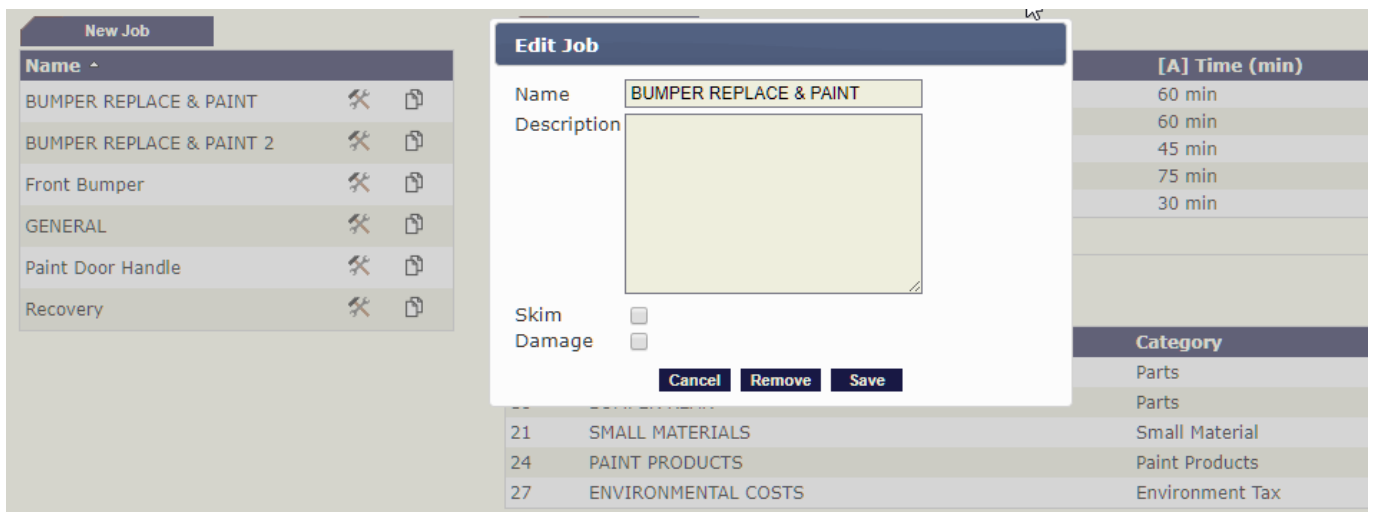 New Job
Name
BUMPER REPLACE & PAINT
BUMPER REPLACE & PAINT 2
Front Bumper
GENERAL
Paint Door Handle
Recovery
Edit Job
Name BUMPER REPLACE & PAINT
Description
Skim
Damage
Cancel Remove Save
[A] Time (min)
60 min
60 min
45 min
75 min
30 min
Category
Parts
Parts
21 SMALL MATERIALS Small Material
24 PAINT PRODUCTS Paint Products
27 ENVIRONMENTAL COSTS Environment Tax